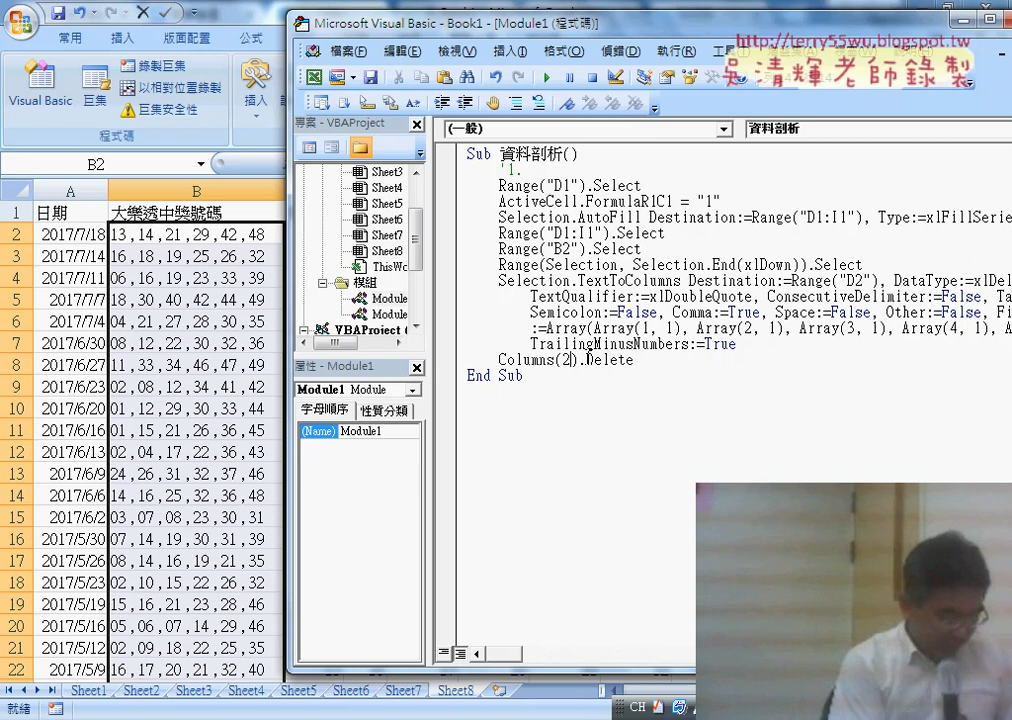 Microsoft Visual Basic - Book1 - [Module1 (程式碼)]
http://terry55wu.blogspot.tw
吳清輝老師錄製
常用 插入 版面配置 公式
檔案(F) 編輯(E) 檢視(V) 插入(I) 格式(O) 偵錯(D) 執行(R)
Visual Basic 巨集
錄製巨集
以相對位置錄製
巨集安全性
插入
程式碼
B2
專案 - VBAProject
Sheet3
Sheet4
Sheet5
Sheet6
Sheet7
Sheet8
ThisWo
模組
Module
Module
VBAProject (
屬性 - Module1
Module1 Module
字母順序 性質分類
(Name) Module1
(一般) 資料剖析
Sub 資料剖析()
'1.
Range("D1").Select
ActiveCell.FormulaR1C1 = "1"
Selection.AutoFill Destination:=Range("D1:I1"), Type:=xlFillSerie
Range("D1:I1").Select
Range("B2").Select
Range(Selection, Selection.End(xlDown)).Select
Selection.TextToColumns Destination:=Range("D2"), DataType:=xlDel
TextQualifier:=xlDoubleQuote, ConsecutiveDelimiter:=False, Ta
Semicolon:=False, Comma:=True, Space:=False, Other:=False, Fi
:=Array(Array(1, 1), Array(2, 1), Array(3, 1), Array(4, 1), A
TrailingMinusNumbers:=True
Columns(2).Delete
End Sub
A B
1 日期 大樂透中獎號碼
2 2017/7/18 13 ,14 ,21 ,29 ,42 ,48
3 2017/7/14 16 ,18 ,19 ,25 ,26 ,32
4 2017/7/11 06 ,16 ,19 ,23 ,33 ,39
5 2017/7/7 18 ,30 ,40 ,42 ,44 ,49
6 2017/7/4 04 ,21 ,27 ,28 ,30 ,35
7 2017/6/30 08 ,12 ,22 ,30 ,32 ,36
8 2017/6/27 11 ,33 ,34 ,46 ,47 ,49
9 2017/6/23 02 ,08 ,12 ,34 ,41 ,42
10 2017/6/20 01 ,12 ,29 ,30 ,33 ,44
11 2017/6/16 01 ,15 ,21 ,26 ,36 ,45
12 2017/6/13 02 ,04 ,17 ,22 ,36 ,43
13 2017/6/9 24 ,26 ,31 ,32 ,37 ,46
14 2017/6/6 14 ,16 ,25 ,32 ,36 ,48
15 2017/6/2 03 ,07 ,08 ,23 ,30 ,31
16 2017/5/30 07 ,14 ,19 ,30 ,31 ,39
17 2017/5/26 08 ,14 ,16 ,19 ,21 ,35
18 2017/5/23 02 ,10 ,15 ,22 ,26 ,32
19 2017/5/19 15 ,16 ,21 ,23 ,28 ,46
20 2017/5/16 05 ,06 ,07 ,14 ,29 ,46
21 2017/5/12 02 ,09 ,18 ,22 ,25 ,35
22 2017/5/9 16 ,17 ,20 ,21 ,32 ,40
Sheet1 Sheet2 Sheet3 Sheet4 Sheet5 Sheet6 Sheet7 Sheet8
就緒
CH